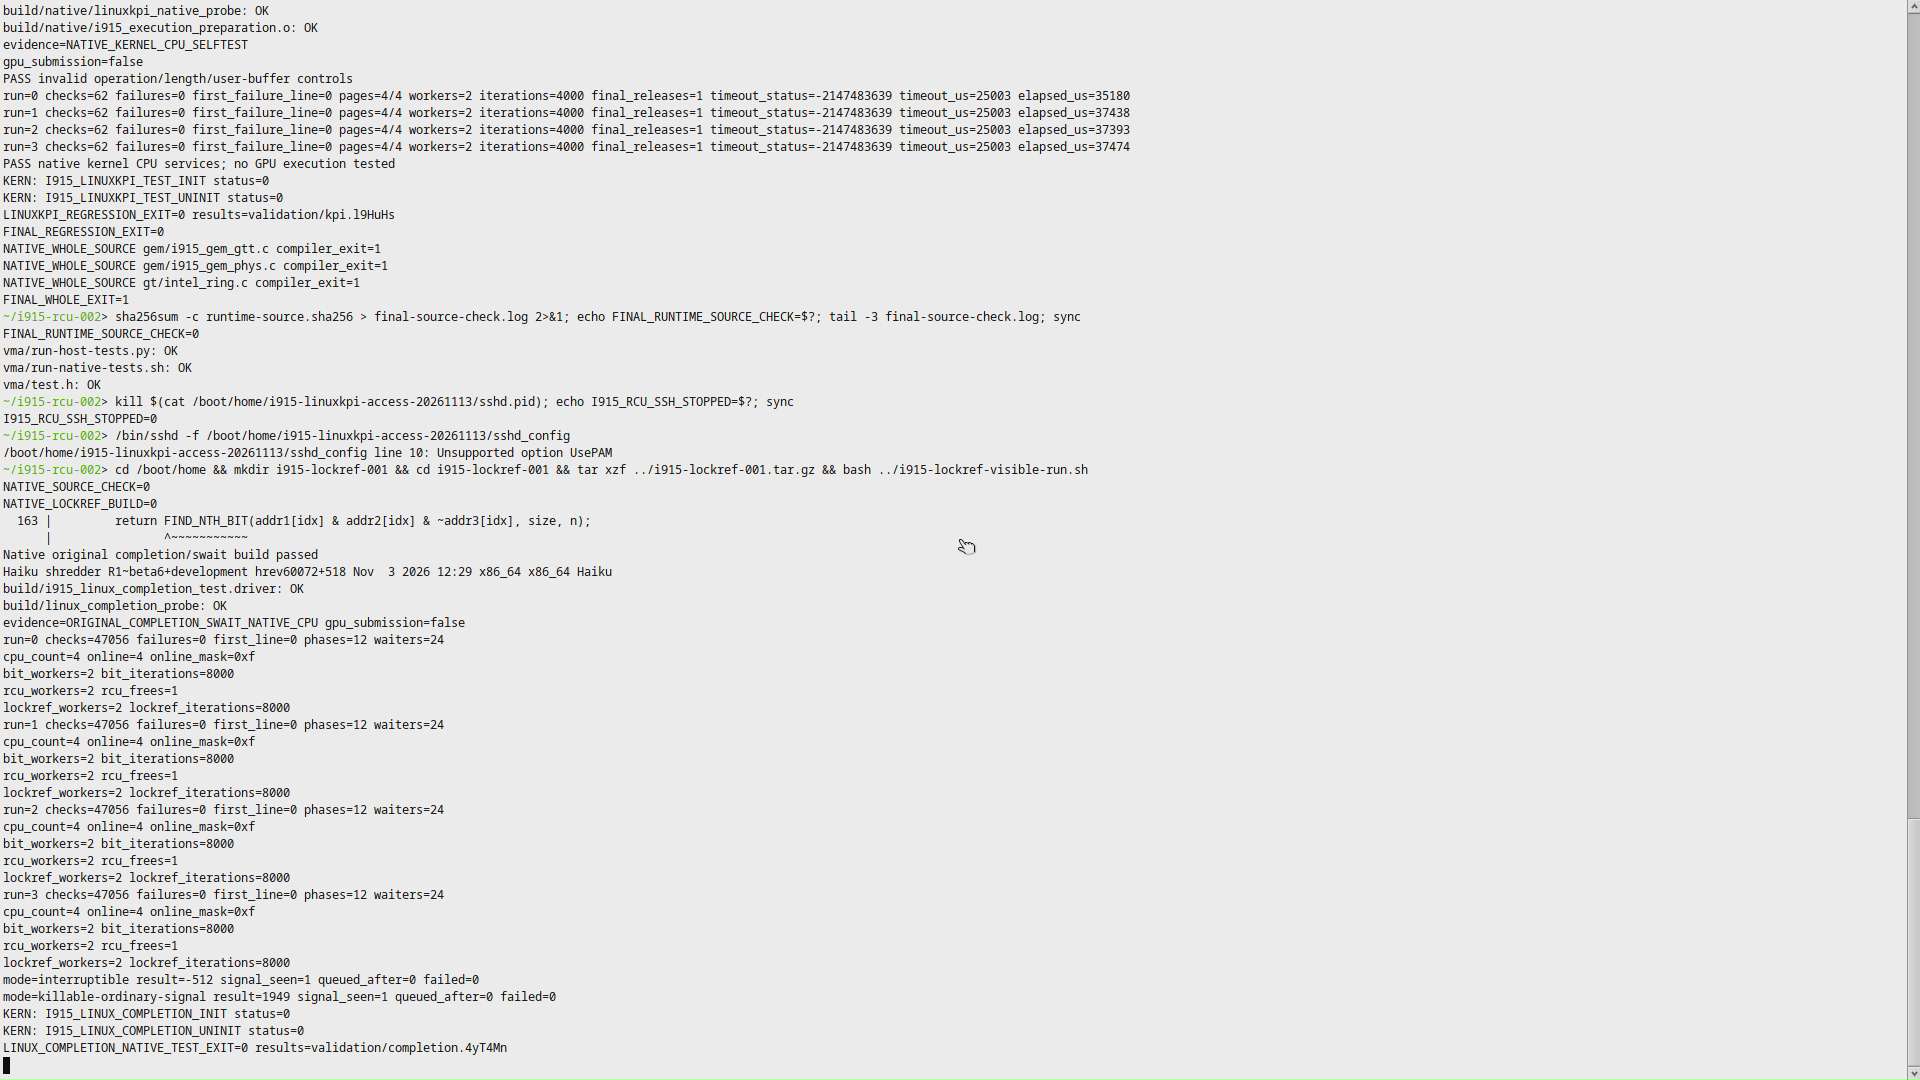 build/native/linuxkpi_native_probe: OK
build/native/i915_execution_preparation.o: OK
evidence=NATIVE_KERNEL_CPU_SELFTEST
gpu_submission=false
PASS invalid operation/length/user-buffer controls
run=0 checks=62 failures=0 first_failure_line=0 pages=4/4 workers=2 iterations=4000 final_releases=1 timeout_status=-2147483639 timeout_us=25003 elapsed_us=35180
run=1 checks=62 failures=0 first_failure_line=0 pages=4/4 workers=2 iterations=4000 final_releases=1 timeout_status=-2147483639 timeout_us=25003 elapsed_us=37438
run=2 checks=62 failures=0 first_failure_line=0 pages=4/4 workers=2 iterations=4000 final_releases=1 timeout_status=-2147483639 timeout_us=25003 elapsed_us=37393
run=3 checks=62 failures=0 first_failure_line=0 pages=4/4 workers=2 iterations=4000 final_releases=1 timeout_status=-2147483639 timeout_us=25003 elapsed_us=37474
PASS native kernel CPU services; no GPU execution tested
KERN: I915_LINUXKPI_TEST_INIT status=0
KERN: I915_LINUXKPI_TEST_UNINIT status=0
LINUXKPI_REGRESSION_EXIT=0 results=validation/kpi.l9HuHs
FINAL_REGRESSION_EXIT=0
NATIVE_WHOLE_SOURCE gem/i915_gem_gtt.c compiler_exit=1
NATIVE_WHOLE_SOURCE gem/i915_gem_phys.c compiler_exit=1
NATIVE_WHOLE_SOURCE gt/intel_ring.c compiler_exit=1
FINAL_WHOLE_EXIT=1
~/i915-rcu-002> sha256sum -c runtime-source.sha256 > final-source-check.log 2>&1; echo FINAL_RUNTIME_SOURCE_CHECK=$?; tail -3 final-source-check.log; sync
FINAL_RUNTIME_SOURCE_CHECK=0
vma/run-host-tests.py: OK
vma/run-native-tests.sh: OK
vma/test.h: OK
~/i915-rcu-002> kill $(cat /boot/home/i915-linuxkpi-access-20261113/sshd.pid); echo I915_RCU_SSH_STOPPED=$?; sync
I915_RCU_SSH_STOPPED=0
~/i915-rcu-002> /bin/sshd -f /boot/home/i915-linuxkpi-access-20261113/sshd_config
/boot/home/i915-linuxkpi-access-20261113/sshd_config line 10: Unsupported option UsePAM
~/i915-rcu-002> cd /boot/home && mkdir i915-lockref-001 && cd i915-lockref-001 && tar xzf ../i915-lockref-001.tar.gz && bash ../i915-lockref-visible-run.sh
NATIVE_SOURCE_CHECK=0
NATIVE_LOCKREF_BUILD=0
  163 |         return FIND_NTH_BIT(addr1[idx] & addr2[idx] & ~addr3[idx], size, n);
      |                ^~~~~~~~~~~~
Native original completion/swait build passed
Haiku shredder R1~beta6+development hrev60072+518 Nov  3 2026 12:29 x86_64 x86_64 Haiku
build/i915_linux_completion_test.driver: OK
build/linux_completion_probe: OK
evidence=ORIGINAL_COMPLETION_SWAIT_NATIVE_CPU gpu_submission=false
run=0 checks=47056 failures=0 first_line=0 phases=12 waiters=24
cpu_count=4 online=4 online_mask=0xf
bit_workers=2 bit_iterations=8000
rcu_workers=2 rcu_frees=1
lockref_workers=2 lockref_iterations=8000
run=1 checks=47056 failures=0 first_line=0 phases=12 waiters=24
cpu_count=4 online=4 online_mask=0xf
bit_workers=2 bit_iterations=8000
rcu_workers=2 rcu_frees=1
lockref_workers=2 lockref_iterations=8000
run=2 checks=47056 failures=0 first_line=0 phases=12 waiters=24
cpu_count=4 online=4 online_mask=0xf
bit_workers=2 bit_iterations=8000
rcu_workers=2 rcu_frees=1
lockref_workers=2 lockref_iterations=8000
run=3 checks=47056 failures=0 first_line=0 phases=12 waiters=24
cpu_count=4 online=4 online_mask=0xf
bit_workers=2 bit_iterations=8000
rcu_workers=2 rcu_frees=1
lockref_workers=2 lockref_iterations=8000
mode=interruptible result=-512 signal_seen=1 queued_after=0 failed=0
mode=killable-ordinary-signal result=1949 signal_seen=1 queued_after=0 failed=0
KERN: I915_LINUX_COMPLETION_INIT status=0
KERN: I915_LINUX_COMPLETION_UNINIT status=0
LINUX_COMPLETION_NATIVE_TEST_EXIT=0 results=validation/completion.4yT4Mn